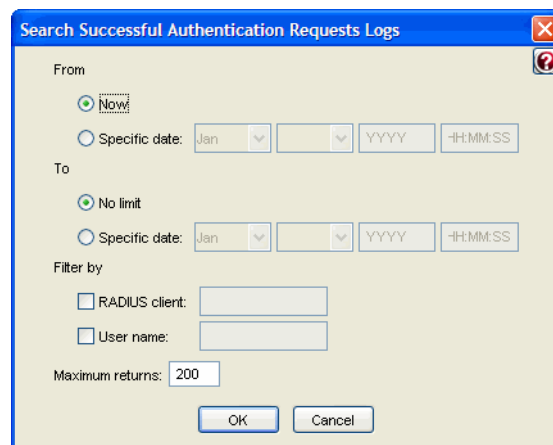 Search Successful Authentication Requests Logs
?
From
Now
Specific date: Jan YYYY HH:MM:SS
To
No limit
Specific date: Jan YYYY HH:MM:SS
Filter by
RADIUS client:
User name:
Maximum returns: 200
OK Cancel